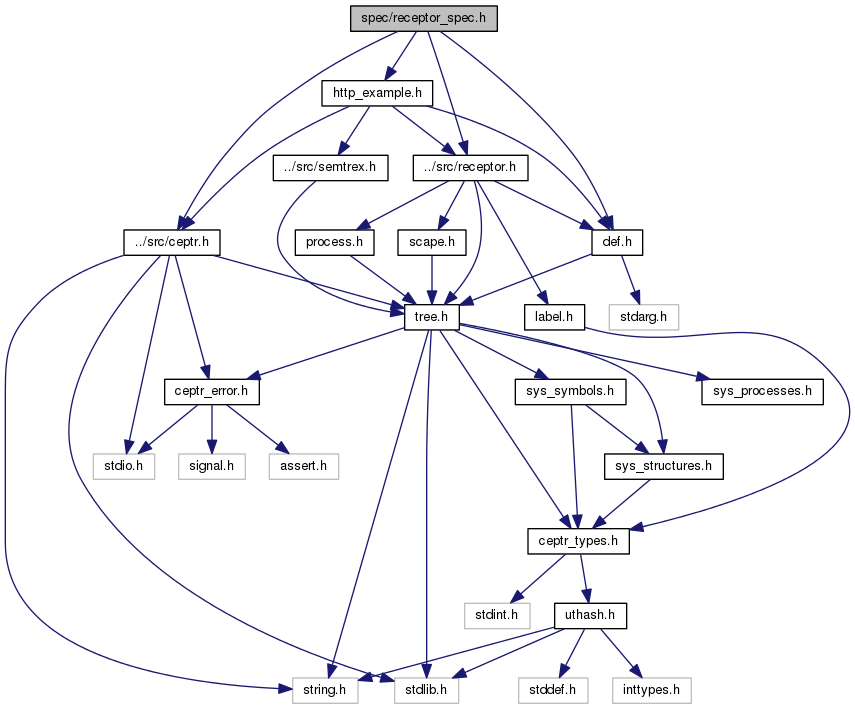 spec/receptor_spec.h
http_example.h
../src/semtrex.h
../src/receptor.h
../src/ceptr.h
process.h
scape.h
def.h
tree.h
label.h
stdarg.h
ceptr_error.h
sys_symbols.h
sys_processes.h
stdio.h
signal.h
assert.h
sys_structures.h
ceptr_types.h
stdint.h
uthash.h
string.h
stdlib.h
stddef.h
inttypes.h